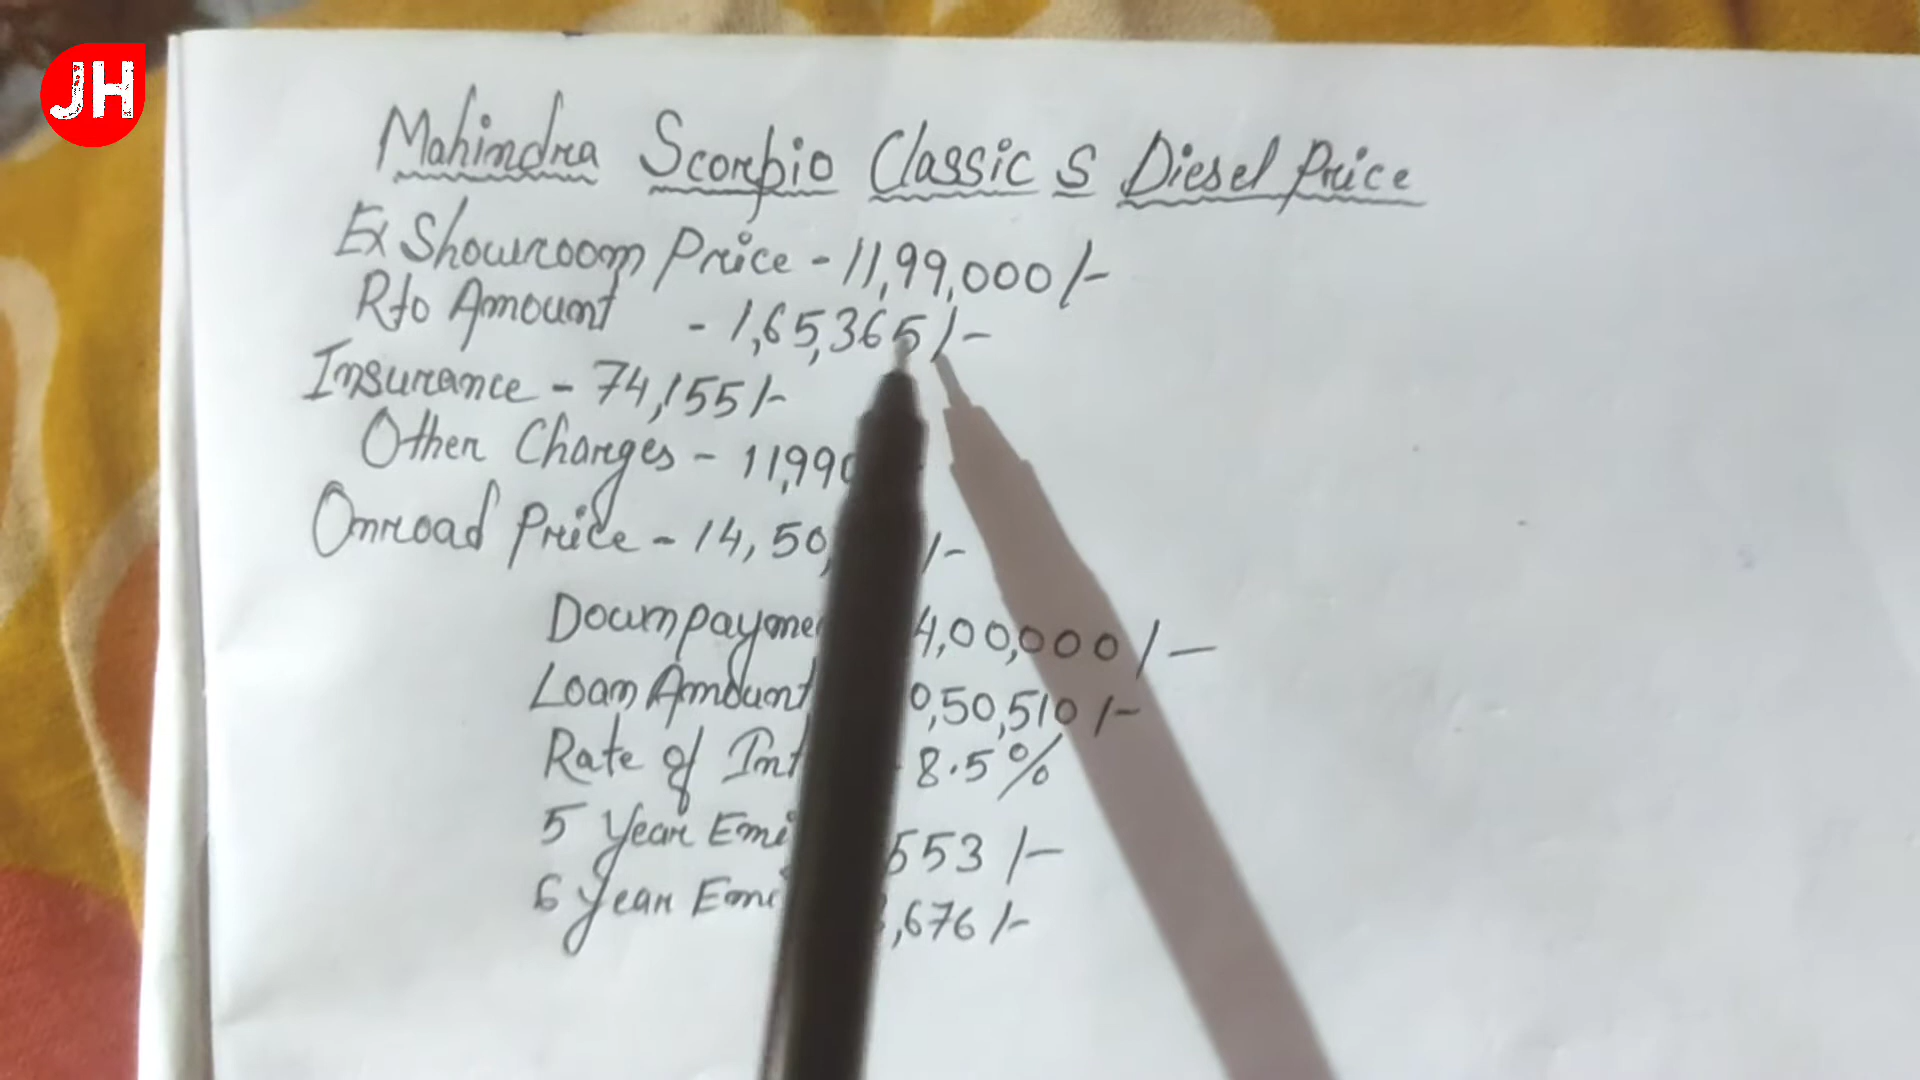 JH
Mahindra Scorpio Classic S Diesel Price
Ex Showroom Price - 11,99,000/-
Rto Amount - 1,65,365/-
Insurance - 74,155/-
Other Charges - 11,990
Onroad Price - 14,50, /-
Downpayme 4,00,000/-
Loan Amount 0,50,510/-
Rate of Int 8.5%
5 Year Emi 553/-
6 Year Emi ,676/-